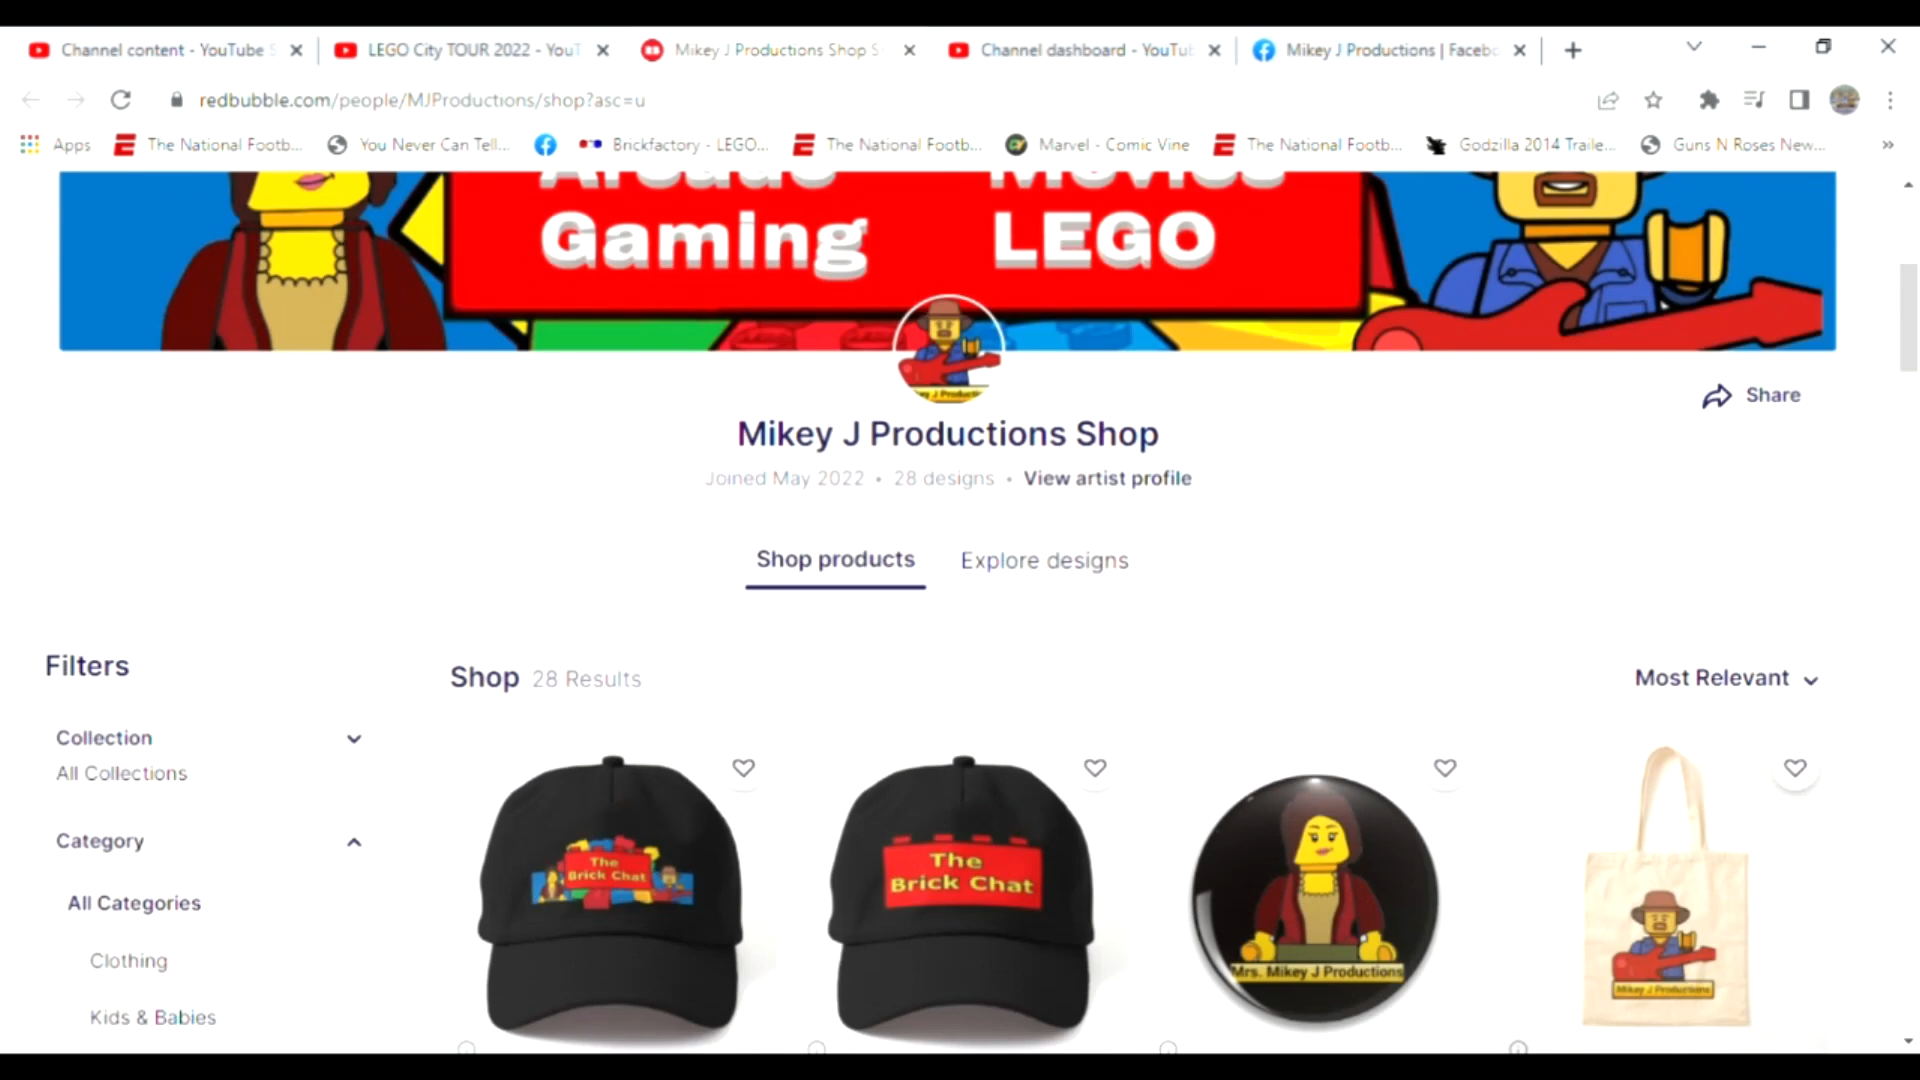 Channel content - YouTube S
LEGO City TOUR 2022 - YouT
Mikey J Productions Shop S
Channel dashboard - YouTub
Mikey J Productions | Facebo
redbubble.com/people/MJProductions/shop?asc=u
Apps
The National Footb...
You Never Can Tell...
Brickfactory - LEGO...
The National Footb...
Marvel - Comic Vine
The National Footb...
Godzilla 2014 Traile...
Guns N Roses New...
Arcade Movies
Gaming LEGO
Share
Mikey J Productions Shop
Joined May 2022 • 28 designs • View artist profile
Shop products
Explore designs
Filters
Shop 28 Results
Most Relevant
Collection
All Collections
Category
All Categories
Clothing
Kids & Babies
The
Brick Chat
The
Brick Chat
Mrs. Mikey J Productions
Mikey J Productions